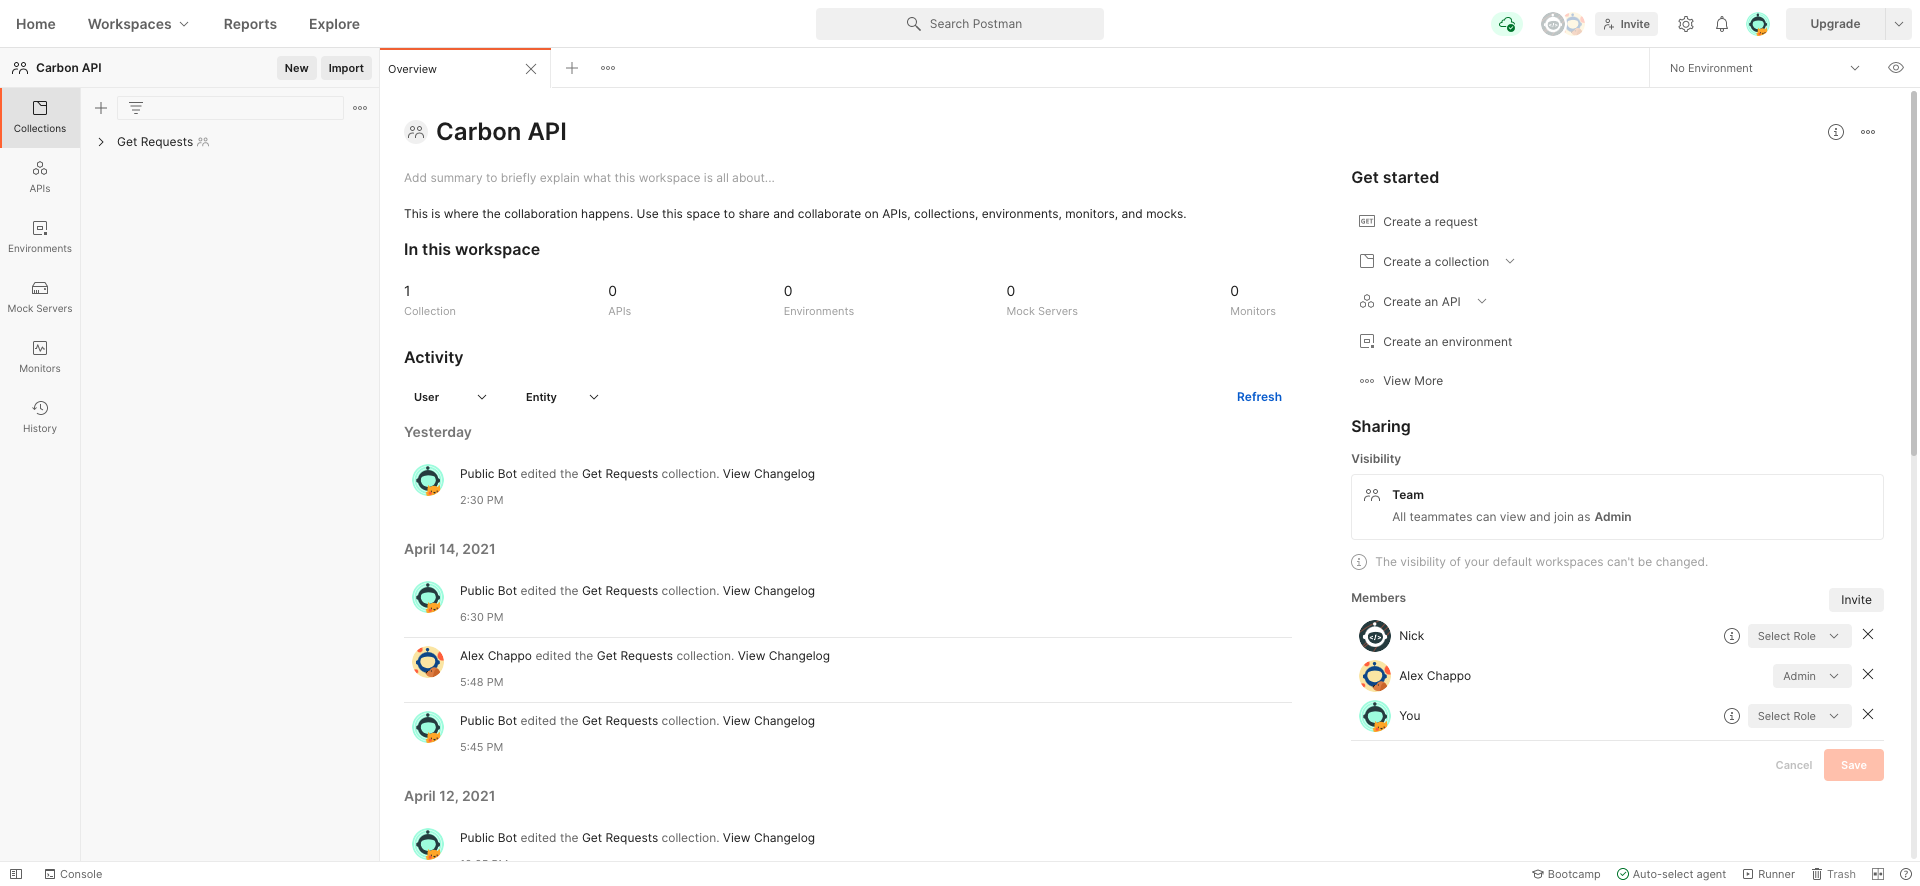 Home
Workspaces
Reports
Explore
Search Postman
Invite
Upgrade
Carbon API
New
Import
Overview
No Environment
Collections
APIs
Environments
Mock Servers
Monitors
History
Get Requests
Carbon API
Add summary to briefly explain what this workspace is all about...
This is where the collaboration happens. Use this space to share and collaborate on APIs, collections, environments, monitors, and mocks.
In this workspace
1
Collection
0
APIs
0
Environments
0
Mock Servers
0
Monitors
Activity
User
Entity
Refresh
Yesterday
Public Bot edited the Get Requests collection. View Changelog
2:30 PM
April 14, 2021
Public Bot edited the Get Requests collection. View Changelog
6:30 PM
Alex Chappo edited the Get Requests collection. View Changelog
5:48 PM
Public Bot edited the Get Requests collection. View Changelog
5:45 PM
April 12, 2021
Public Bot edited the Get Requests collection. View Changelog
Get started
GET Create a request
Create a collection
Create an API
Create an environment
View More
Sharing
Visibility
Team
All teammates can view and join as Admin
The visibility of your default workspaces can't be changed.
Members
Invite
Nick
Select Role
Alex Chappo
Admin
You
Select Role
Cancel
Save
Console
Bootcamp
Auto-select agent
Runner
Trash